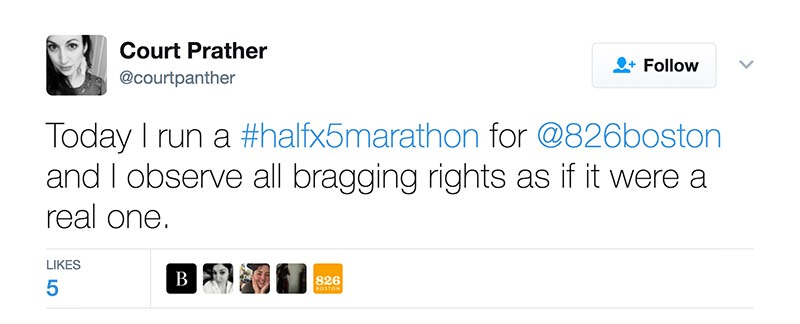 Court Prather
@courtpanther
Follow
Today I run a #halfx5marathon for @826boston
and I observe all bragging rights as if it were a
real one.
LIKES
5
B
826
BOSTON